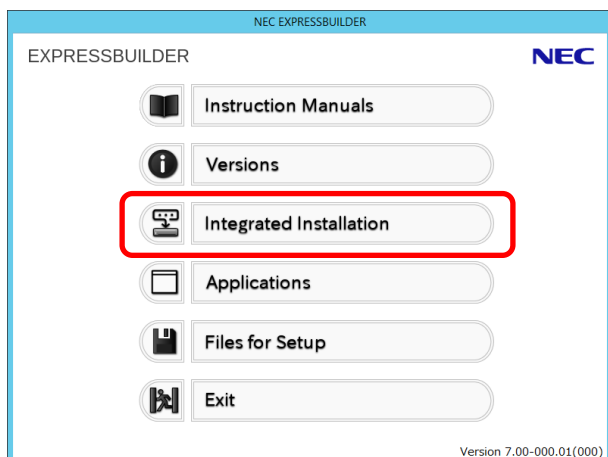 NEC EXPRESSBUILDER
EXPRESSBUILDER
NEC
Instruction Manuals
Versions
Integrated Installation
Applications
Files for Setup
Exit
Version 7.00-000.01(000)